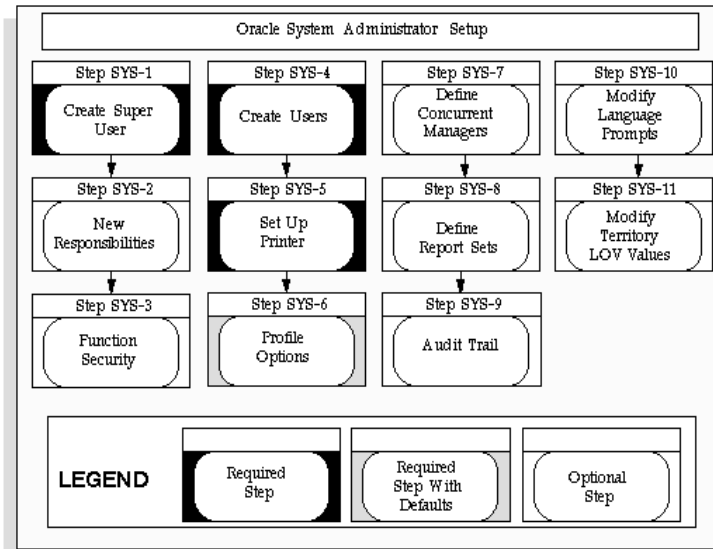 Oracle System Administrator Setup
Step SYS-1
Create Super
User
Step SYS-2
New
Responsibilities
Step SYS-3
Function
Security
Step SYS-4
Create Users
Step SYS-5
Set Up
Printer
Step SYS-6
Profile
Options
Step SYS-7
Define
Concurrent
Managers
Step SYS-8
Define
Report Sets
Step SYS-9
Audit Trail
Step SYS-10
Modify
Language
Prompts
Step SYS-11
Modify
Territory
LOV Values
LEGEND
Required
Step
Required
Step With
Defaults
Optional
Step